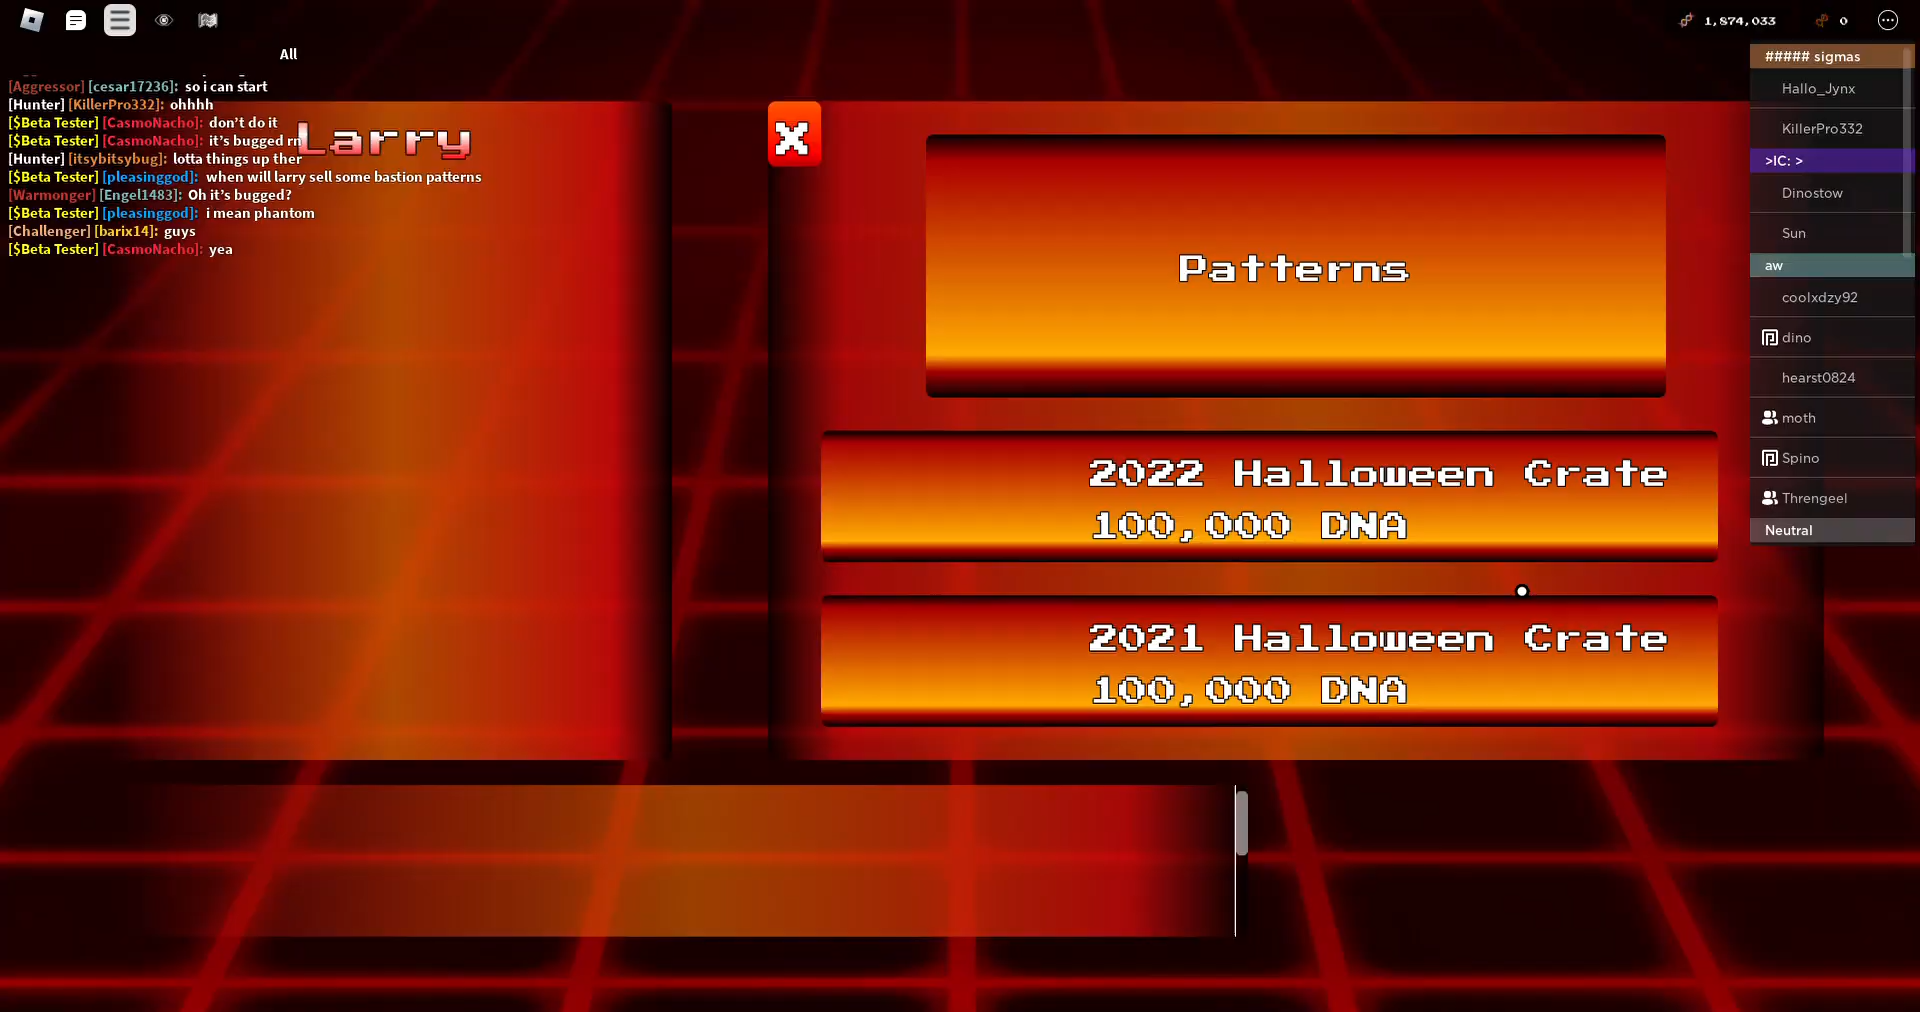 1,874,033
0
All
[Aggressor] [cesar17236]: so i can start
[Hunter] [KillerPro332]: ohhhh
[$Beta Tester] [CasmoNacho]: don't do it
[$Beta Tester] [CasmoNacho]: it's bugged rn
[Hunter] [itsybitsybug]: lotta things up ther
[$Beta Tester] [pleasinggod]: when will larry sell some bastion patterns
[Warmonger] [Engel1483]: Oh it's bugged?
[$Beta Tester] [pleasinggod]: i mean phantom
[Challenger] [barix14]: guys
[$Beta Tester] [CasmoNacho]: yea
Larry
X
Patterns
2022 Halloween Crate
100,000 DNA
2021 Halloween Crate
100,000 DNA
##### sigmas
Hallo_Jynx
KillerPro332
>IC: >
Dinostow
Sun
aw
coolxdzy92
dino
hearst0824
moth
Spino
Threngeel
Neutral